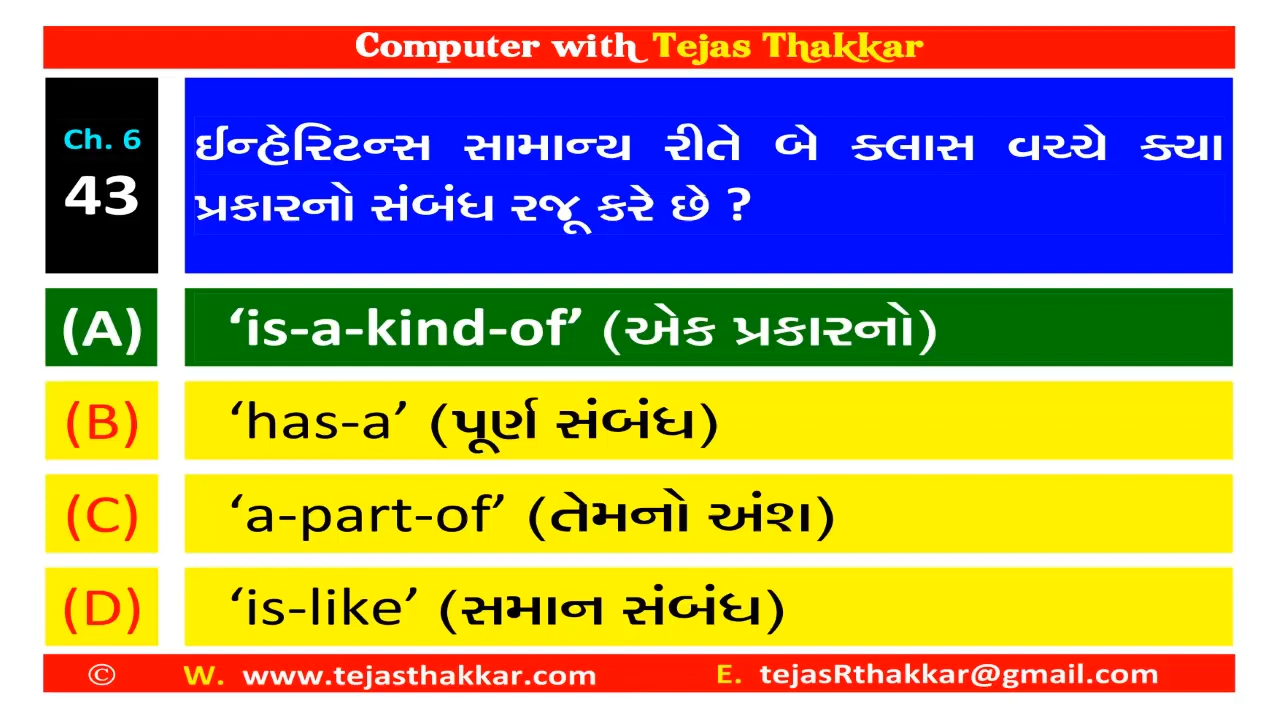 Computer with Tejas Thakkar
Ch. 6
43
ઈન્હેરિટન્સ સામાન્ય રીતે બે ક્લાસ વચ્ચે ક્યા
પ્રકારનો સંબંધ રજૂ કરે છે ?
(A) ‘is-a-kind-of’ (એક પ્રકારનો)
(B) ‘has-a’ (પૂર્ણ સંબંધ)
(C) ‘a-part-of’ (તેમનો અંશ)
(D) ‘is-like’ (સમાન સંબંધ)
© W. www.tejasthakkar.com E. tejasRthakkar@gmail.com